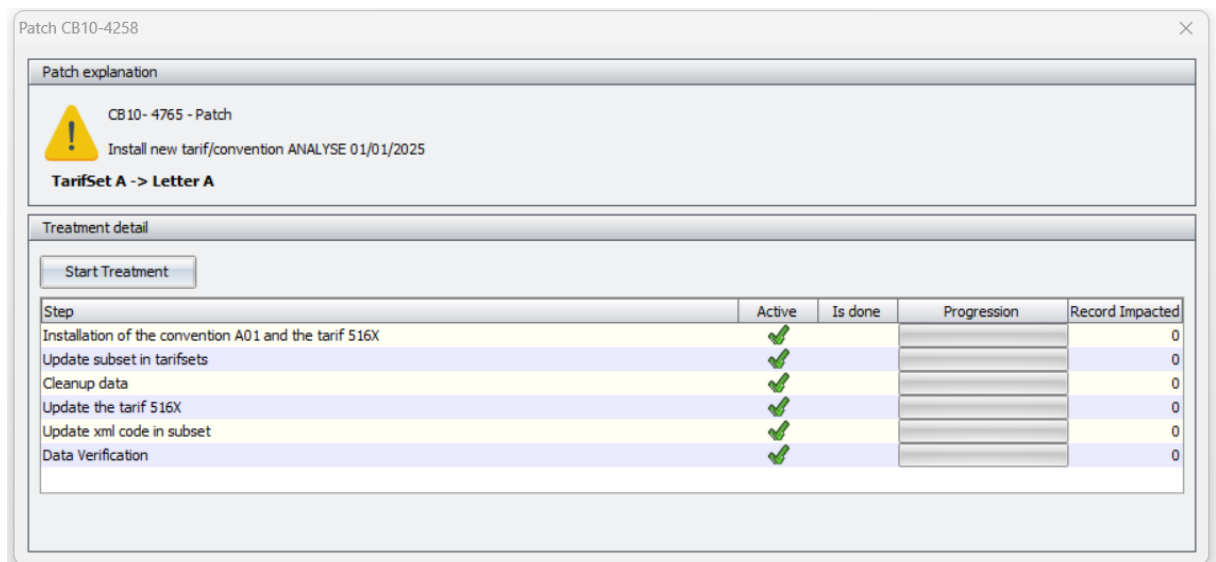 Patch CB10-4258
Patch explanation
CB10- 4765 - Patch
Install new tarif/convention ANALYSE 01/01/2025
TarifSet A -> Letter A
Treatment detail
Start Treatment
Step Active Is done Progression Record Impacted
Installation of the convention A01 and the tarif 516X 0
Update subset in tarifsets 0
Cleanup data 0
Update the tarif 516X 0
Update xml code in subset 0
Data Verification 0